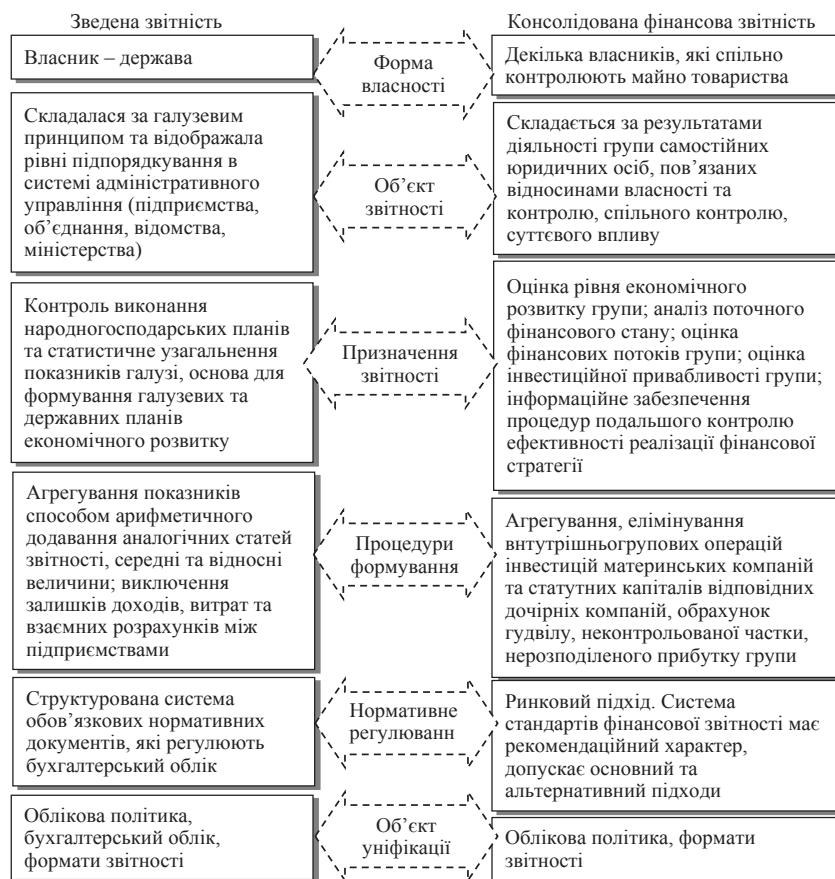 Зведена звітність
Консолідована фінансова звітність
Власник – держава
Форма
власності
Декілька власників, які спільно
контролюють майно товариства
Складалася за галузевим
принципом та відображала
рівні підпорядкування в
системі адміністративного
управління (підприємства,
об’єднання, відомства,
міністерства)
Об’єкт
звітності
Складається за результатами
діяльності групи самостійних
юридичних осіб, пов’язаних
відносинами власності та
контролю, спільного контролю,
суттєвого впливу
Контроль виконання
народногосподарських планів
та статистичне узагальнення
показників галузі, основа для
формування галузевих та
державних планів
економічного розвитку
Призначення
звітності
Оцінка рівня економічного
розвитку групи; аналіз поточного
фінансового стану; оцінка
фінансових потоків групи; оцінка
інвестиційної привабливості групи;
інформаційне забезпечення
процедур подальшого контролю
ефективності реалізації фінансової
стратегії
Агрегування показників
способом арифметичного
додавання аналогічних статей
звітності, середні та відносні
величини; виключення
залишків доходів, витрат та
взаємних розрахунків між
підприємствами
Процедури
формування
Агрегування, елімінування
внтутрішньогрупових операцій
інвестицій материнських компаній
та статутних капіталів відповідних
дочірніх компаній, обрахунок
гудвілу, неконтрольованої частки,
нерозподіленого прибутку групи
Структурована система
обов’язкових нормативних
документів, які регулюють
бухгалтерський облік
Нормативне
регулюванн
Ринковий підхід. Система
стандартів фінансової звітності має
рекомендаційний характер,
допускає основний та
альтернативний підходи
Облікова політика,
бухгалтерський облік,
формати звітності
Об’єкт
уніфікації
Облікова політика, формати
звітності